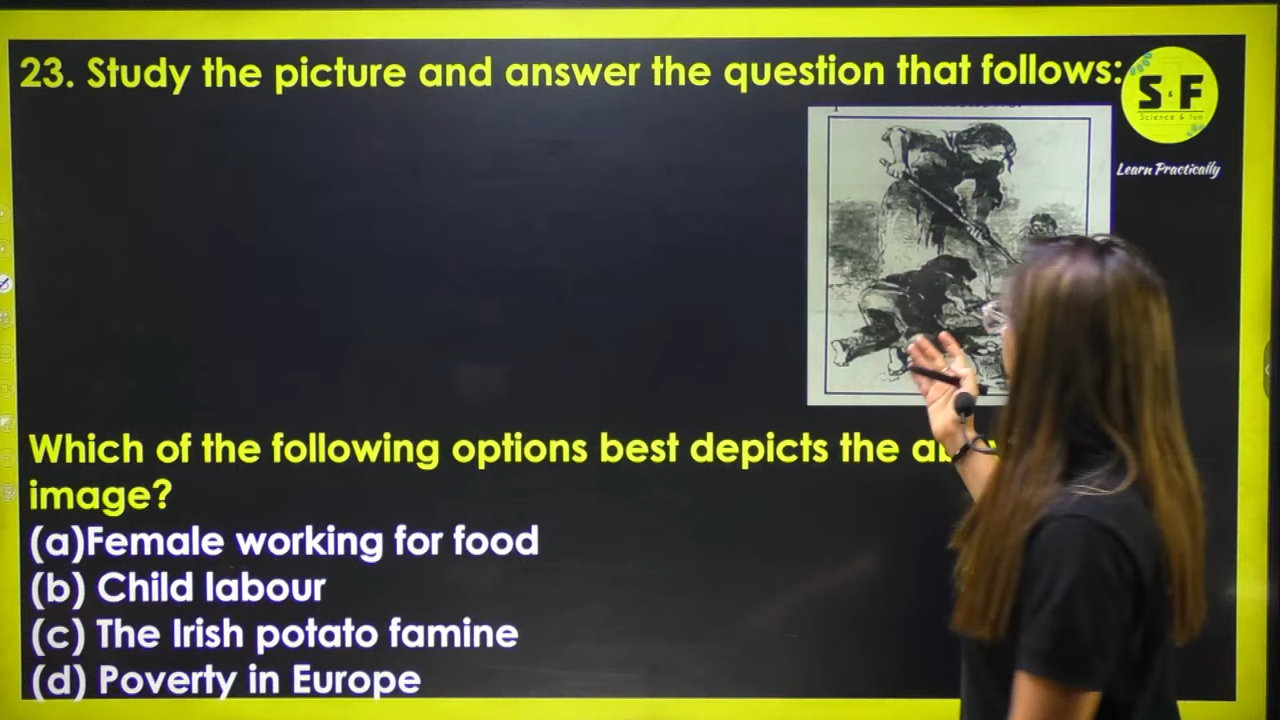 23. Study the picture and answer the question that follows:
S & F
Science & fun
Learn Practically
Which of the following options best depicts the
image?
(a)Female working for food
(b) Child labour
(c) The Irish potato famine
(d) Poverty in Europe